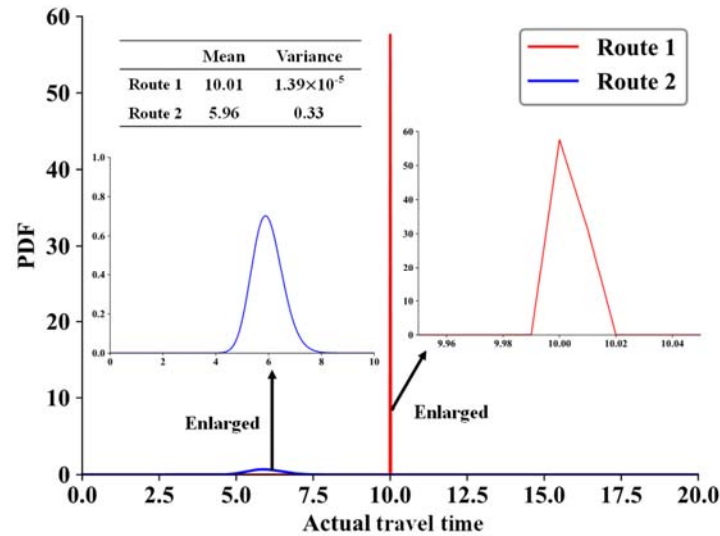 60
50
40
30
20
10
0
PDF
Mean Variance
Route 1 10.01 1.39×10-5
Route 2 5.96 0.33
Route 1
Route 2
1.0
0.8
0.6
0.4
0.2
0.0
0 2 4 6 8 10
60
50
40
30
20
10
0
9.96 9.98 10.00 10.02 10.04
Enlarged
Enlarged
0.0 2.5 5.0 7.5 10.0 12.5 15.0 17.5 20.0
Actual travel time